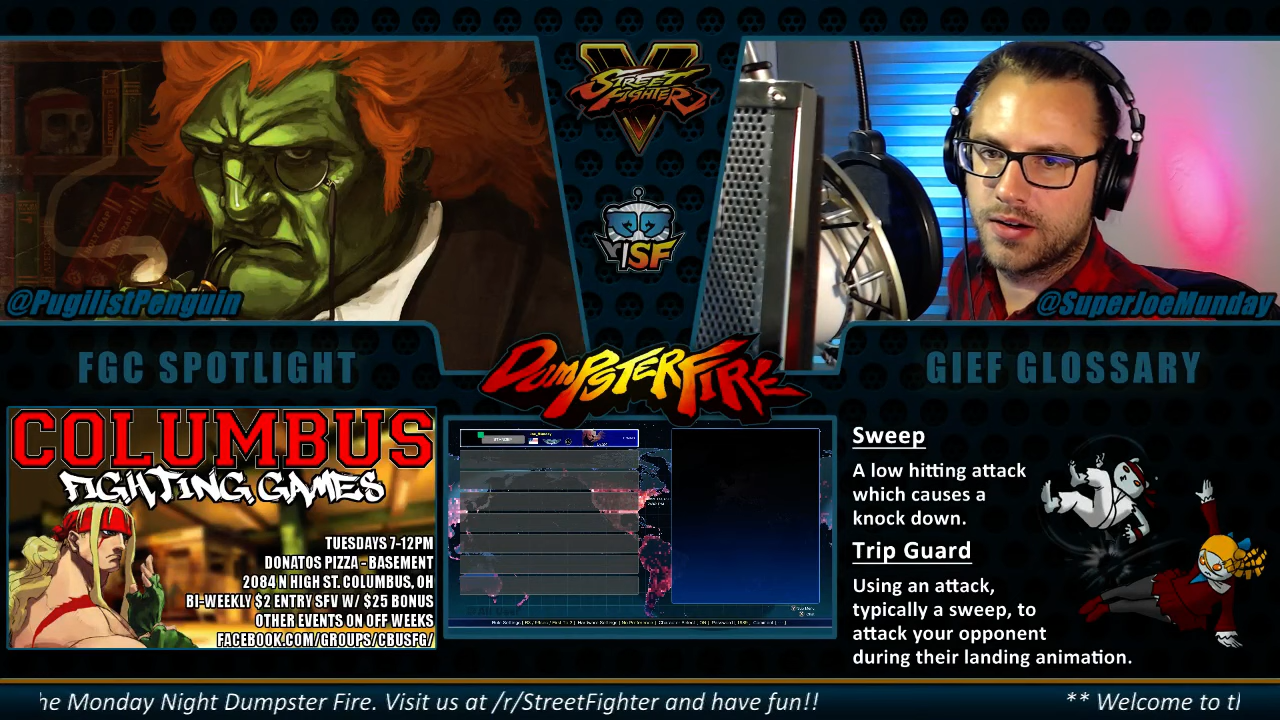 STREET
FIGHTER
V
SF
@PugilistPenguin
@SuperJoeMunday
FGC SPOTLIGHT
DUMPSTER FIRE
GIEF GLOSSARY
COLUMBUS
FIGHTING GAMES
TUESDAYS 7-12PM
DONATOS PIZZA - BASEMENT
2084 N HIGH ST. COLUMBUS, OH
BI-WEEKLY $2 ENTRY SFV W/ $25 BONUS
OTHER EVENTS ON OFF WEEKS
FACEBOOK.COM/GROUPS/CBUSFG/
Sweep
A low hitting attack
which causes a
knock down.
Trip Guard
Using an attack,
typically a sweep, to
attack your opponent
during their landing animation.
he Monday Night Dumpster Fire. Visit us at /r/StreetFighter and have fun!!
** Welcome to th